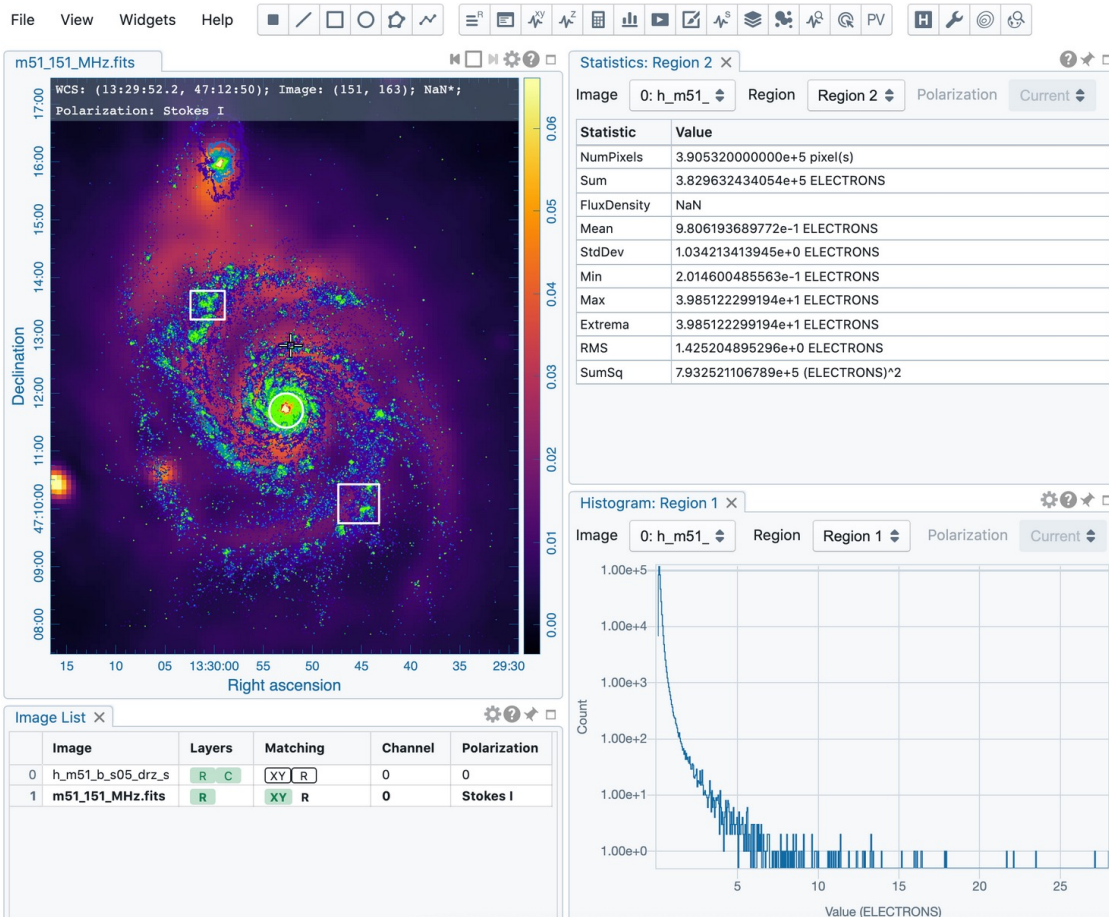 File View Widgets Help PV
m51_151_MHz.fits
WCS: (13:29:52.2, 47:12:50); Image: (151, 163); NaN*;
Polarization: Stokes I
17:00
16:00
15:00
14:00
13:00
12:00
11:00
47:10:00
09:00
08:00
Declination
15 10 05 13:30:00 55 50 45 40 35 29:30
Right ascension
0.06
0.05
0.04
0.03
0.02
0.01
0.00
Image List
Image Layers Matching Channel Polarization
0 h_m51_b_s05_drz_s R C XY R 0 0
1 m51_151_MHz.fits R XY R 0 Stokes I
Statistics: Region 2
Image 0: h_m51_ Region Region 2 Polarization Current
Statistic Value
NumPixels 3.905320000000e+5 pixel(s)
Sum 3.829632434054e+5 ELECTRONS
FluxDensity NaN
Mean 9.806193689772e-1 ELECTRONS
StdDev 1.034213413945e+0 ELECTRONS
Min 2.014600485563e-1 ELECTRONS
Max 3.985122299194e+1 ELECTRONS
Extrema 3.985122299194e+1 ELECTRONS
RMS 1.425204895296e+0 ELECTRONS
SumSq 7.932521106789e+5 (ELECTRONS)^2
Histogram: Region 1
Image 0: h_m51_ Region Region 1 Polarization Current
1.00e+5
1.00e+4
1.00e+3
1.00e+2
1.00e+1
1.00e+0
Count
5 10 15 20 25
Value (ELECTRONS)